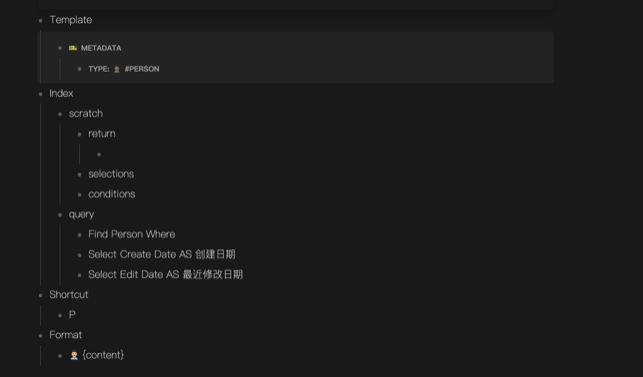 Template
🎫 METADATA
TYPE: 👤 #PERSON
Index
scratch
return
selections
conditions
query
Find Person Where
Select Create Date AS 创建日期
Select Edit Date AS 最近修改日期
Shortcut
P
Format
{content}